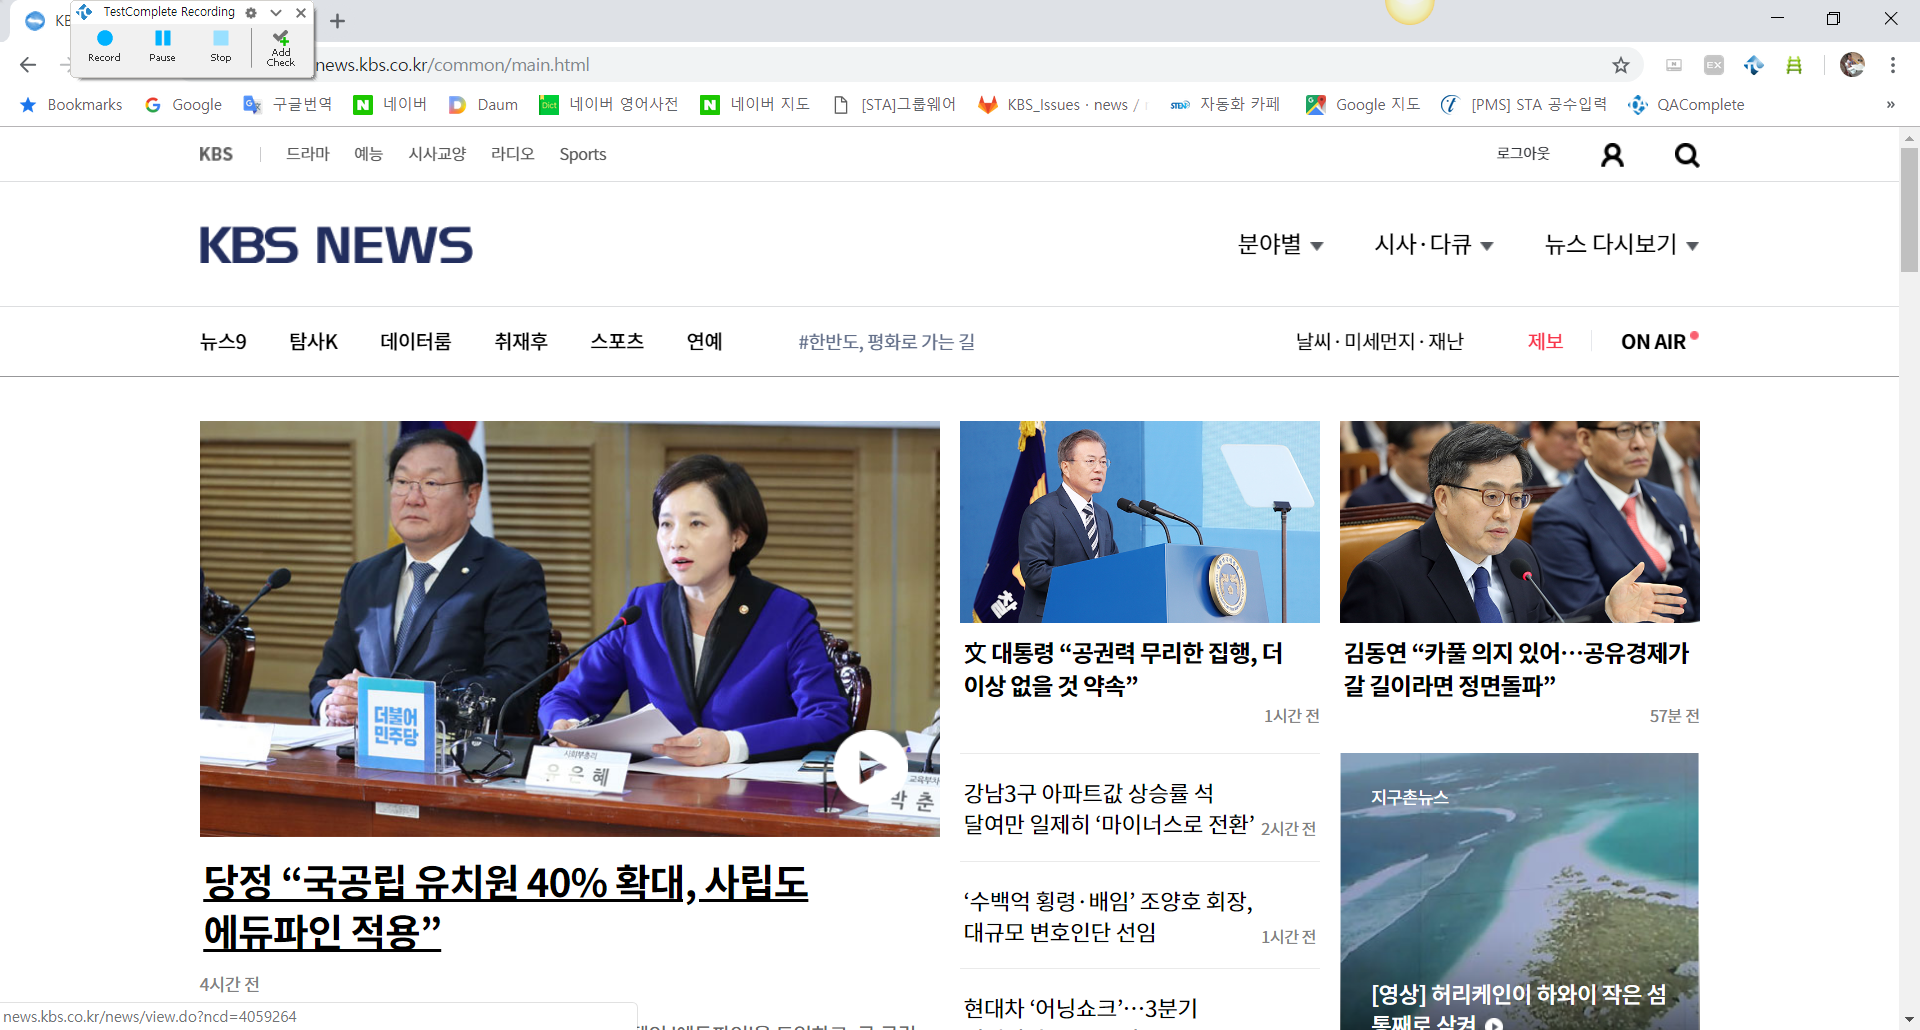 KB
TestComplete Recording
Record
Pause
Stop
Add
Check
news.kbs.co.kr/common/main.html
Bookmarks
Google
구글번역
네이버
Daum
네이버 영어사전
네이버 지도
[STA]그룹웨어
KBS_Issues · news /
자동화 카페
Google 지도
[PMS] STA 공수입력
QAComplete
»
KBS
드라마
예능
시사교양
라디오
Sports
로그아웃
KBS NEWS
분야별
시사·다큐
뉴스 다시보기
뉴스9
탐사K
데이터룸
취재후
스포츠
연예
#한반도, 평화로 가는 길
날씨·미세먼지·재난
제보
ON AIR
더불어
민주당
사회부총리
유은혜
교육부차
박 춘
당정 “국공립 유치원 40% 확대, 사립도
에듀파인 적용”
4시간 전
文 대통령 “공권력 무리한 집행, 더
이상 없을 것 약속”
1시간 전
김동연 “카풀 의지 있어…공유경제가
갈 길이라면 정면돌파”
57분 전
강남3구 아파트값 상승률 석
달여만 일제히 ‘마이너스로 전환’ 2시간 전
‘수백억 횡령·배임’ 조양호 회장,
대규모 변호인단 선임 1시간 전
현대차 ‘어닝쇼크’…3분기
지구촌뉴스
[영상] 허리케인이 하와이 작은 섬
통째로 삼켜
news.kbs.co.kr/news/view.do?ncd=4059264